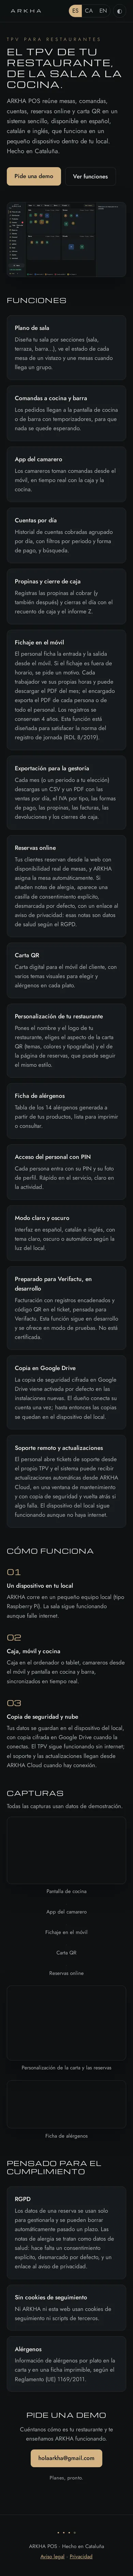 ARKHA
ES CA EN
TPV PARA RESTAURANTES
EL TPV DE TU
RESTAURANTE,
DE LA SALA A LA
COCINA.
ARKHA POS reúne mesas, comandas,
cuentas, reservas online y carta QR en un
mismo sencillo, disponible en español,
catalán e inglés, que funciona en un
pequeño dispositivo dentro de tu local.
Hecho en Cataluña.
Pide una demo
Ver funciones
FUNCIONES
Plano de sala
Diseña tu sala por secciones (sala,
terraza, barra...), ve el estado de cada
mesa de un vistazo y mesa cuando
llega un grupo.
Comandas a cocina y barra
Los pedidos llegan a la pantalla de cocina
o de barra con temporizadores, para que
nada se quede esperando.
App del camarero
Los camareros toman comandas desde el
móvil, en tiempo real con la caja y la
cocina.
Cuentas por día
Historial de cuentas cobradas agrupado
por día, con filtros por periodo y forma
de pago, y búsqueda.
Propinas y cierre de caja
Registras las propinas al cobrar (y
también después) y cierras el día con el
recuento de caja y el informe Z.
Fichaje en el móvil
El personal ficha la entrada y la salida
desde el móvil. Si el fichaje es fuera de
horario, se pide un motivo. Cada
trabajador ve sus propias horas y puede
descargar el PDF del mes; el encargado
exporta el PDF de cada persona o de
todo el personal. Los registros se
conservan 4 años. Esta función está
diseñada para facilitar la norma del
registro de jornada (RDL 8/2019).
Exportación para la gestoría
Cada mes (o un periodo a tu elección)
descargas un CSV y un PDF con las
ventas por día, el IVA por tipo, las formas
de pago, las propinas, las facturas, las
devoluciones y los cierres de caja.
Reservas online
Tus clientes reservan desde la web con
disponibilidad real de mesas, y ARKHA
asigna la mesa automáticamente. Si
añaden notas de alergia, aparece una
casilla de consentimiento explícito,
desmarcada por defecto, con un enlace al
aviso de privacidad: esas notas son datos
de salud según el RGPD.
Carta QR
Carta digital para el móvil del cliente, con
varios temas visuales para elegir y
alérgenos en cada plato.
Personalización de tu restaurante
Pones el nombre y el logo de tu
restaurante, eliges el aspecto de la carta
QR (temas, colores y tipografías) y el de
la página de reservas, que puede seguir
el mismo estilo.
Ficha de alérgenos
Tabla de los 14 alérgenos generada a
partir de tus productos, lista para imprimir
o consultar.
Acceso del personal con PIN
Cada persona entra con su PIN y su foto
de perfil. Rápido en el servicio, claro en
la actividad.
Modo claro y oscuro
Interfaz en español, catalán e inglés, con
tema claro, oscuro o automático según la
luz del local.
Preparado para Verifactu, en
desarrollo
Facturación con registros encadenados y
código QR en el ticket, pensada para
Verifactu. Esta función sigue en desarrollo
y se ofrece en modo de pruebas. No está
certificada.
Copia en Google Drive
La copia de seguridad cifrada en Google
Drive viene activada por defecto en las
instalaciones nuevas. El dueño conecta su
cuenta una vez; hasta entonces las copias
se quedan en el dispositivo del local.
Soporte remoto y actualizaciones
El personal abre tickets de soporte desde
el propio TPV y el sistema puede recibir
actualizaciones automáticas desde ARKHA
Cloud, en una ventana de mantenimiento
y con copia de seguridad y vuelta atrás si
algo falla. El dispositivo del local sigue
funcionando aunque no haya internet.
CÓMO FUNCIONA
01
Un dispositivo en tu local
ARKHA corre en un pequeño equipo local (tipo
Raspberry Pi). La sala sigue funcionando
aunque falle internet.
02
Caja, móvil y cocina
Caja en el ordenador o tablet, camareros desde
el móvil y pantalla en cocina y barra,
sincronizados en tiempo real.
03
Copia de seguridad y nube
Tus datos se guardan en el dispositivo del local,
con copia cifrada en Google Drive cuando la
conectes. El TPV sigue funcionando sin internet;
el soporte y las actualizaciones llegan desde
ARKHA Cloud cuando hay conexión.
CAPTURAS
Todas las capturas usan datos de demostración.
Pantalla de cocina
App del camarero
Fichaje en el móvil
Carta QR
Reservas online
Personalización de la carta y las reservas
Ficha de alérgenos
PENSADO PARA EL
CUMPLIMIENTO
RGPD
Los datos de una reserva se usan solo
para gestionarla y se pueden borrar
automáticamente pasado un plazo. Las
notas de alergia se tratan como datos de
salud: hace falta un consentimiento
explícito, desmarcado por defecto, y un
enlace al aviso de privacidad.
Sin cookies de seguimiento
Ni ARKHA ni esta web usan cookies de
seguimiento ni scripts de terceros.
Alérgenos
Información de alérgenos por plato en la
carta y en una ficha imprimible, según el
Reglamento (UE) 1169/2011.
PIDE UNA DEMO
Cuéntanos cómo es tu restaurante y te
enseñamos ARKHA funcionando.
holaarkha@gmail.com
Planes, pronto.
ARKHA POS · Hecho en Cataluña
Aviso legal · Privacidad